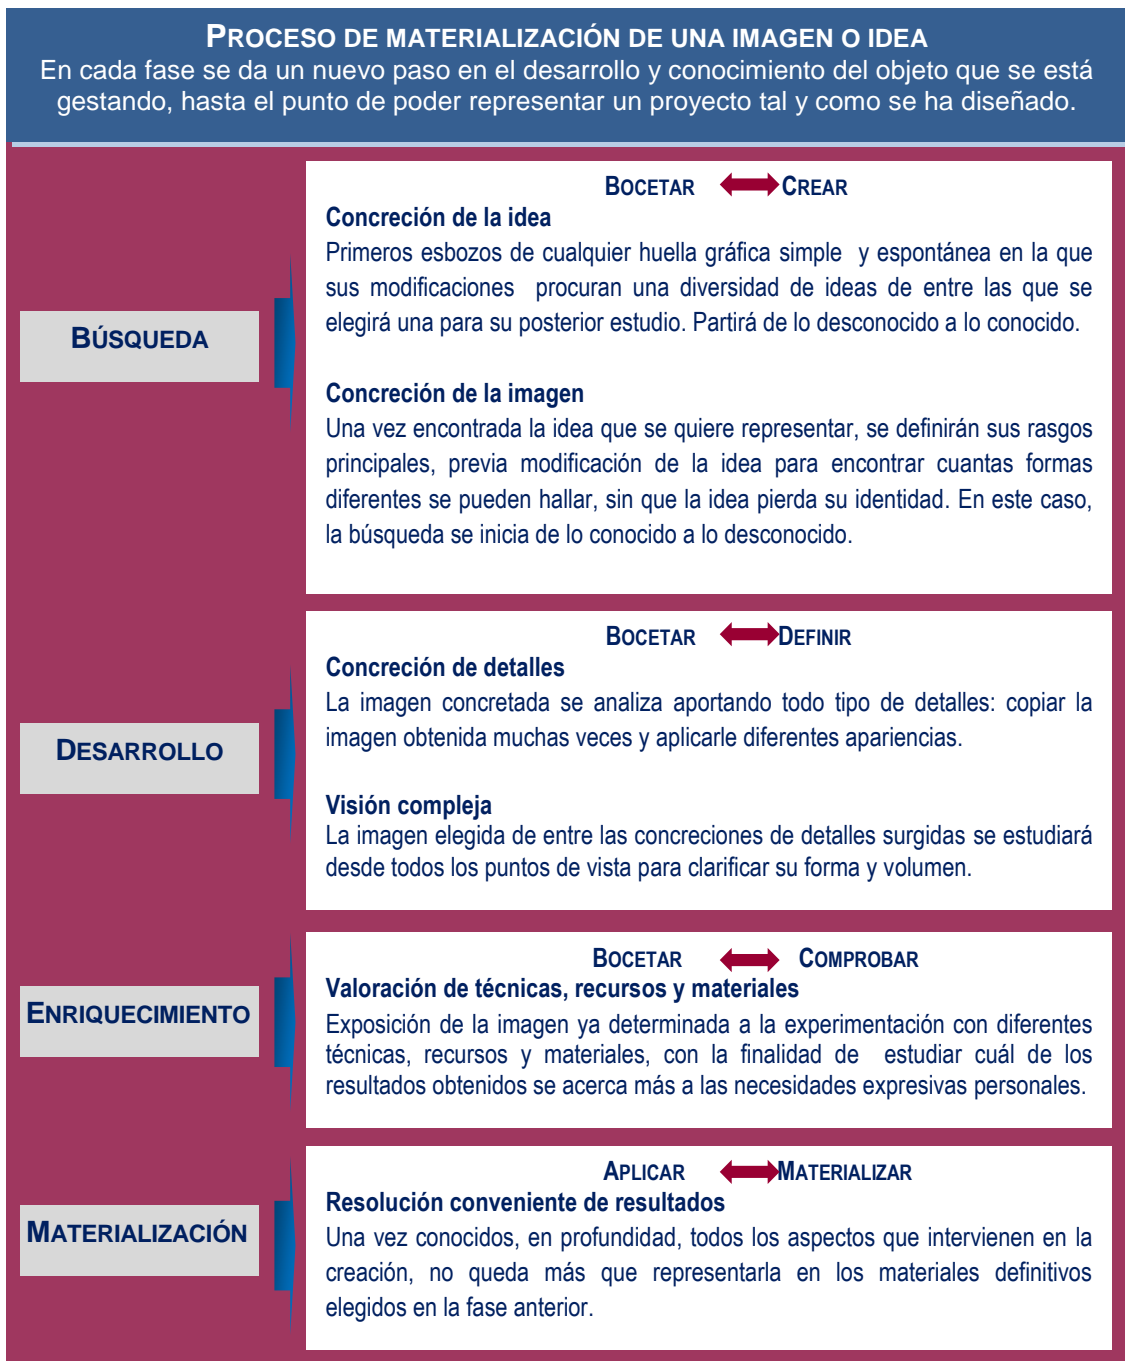 PROCESO DE MATERIALIZACIÓN DE UNA IMAGEN O IDEA
En cada fase se da un nuevo paso en el desarrollo y conocimiento del objeto que se está
gestando, hasta el punto de poder representar un proyecto tal y como se ha diseñado.
BÚSQUEDA
BOCETAR CREAR
Concreción de la idea
Primeros esbozos de cualquier huella gráfica simple y espontánea en la que
sus modificaciones procuran una diversidad de ideas de entre las que se
elegirá una para su posterior estudio. Partirá de lo desconocido a lo conocido.
Concreción de la imagen
Una vez encontrada la idea que se quiere representar, se definirán sus rasgos
principales, previa modificación de la idea para encontrar cuantas formas
diferentes se pueden hallar, sin que la idea pierda su identidad. En este caso,
la búsqueda se inicia de lo conocido a lo desconocido.
DESARROLLO
BOCETAR DEFINIR
Concreción de detalles
La imagen concretada se analiza aportando todo tipo de detalles: copiar la
imagen obtenida muchas veces y aplicarle diferentes apariencias.
Visión compleja
La imagen elegida de entre las concreciones de detalles surgidas se estudiará
desde todos los puntos de vista para clarificar su forma y volumen.
ENRIQUECIMIENTO
BOCETAR COMPROBAR
Valoración de técnicas, recursos y materiales
Exposición de la imagen ya determinada a la experimentación con diferentes
técnicas, recursos y materiales, con la finalidad de estudiar cuál de los
resultados obtenidos se acerca más a las necesidades expresivas personales.
MATERIALIZACIÓN
APLICAR MATERIALIZAR
Resolución conveniente de resultados
Una vez conocidos, en profundidad, todos los aspectos que intervienen en la
creación, no queda más que representarla en los materiales definitivos
elegidos en la fase anterior.